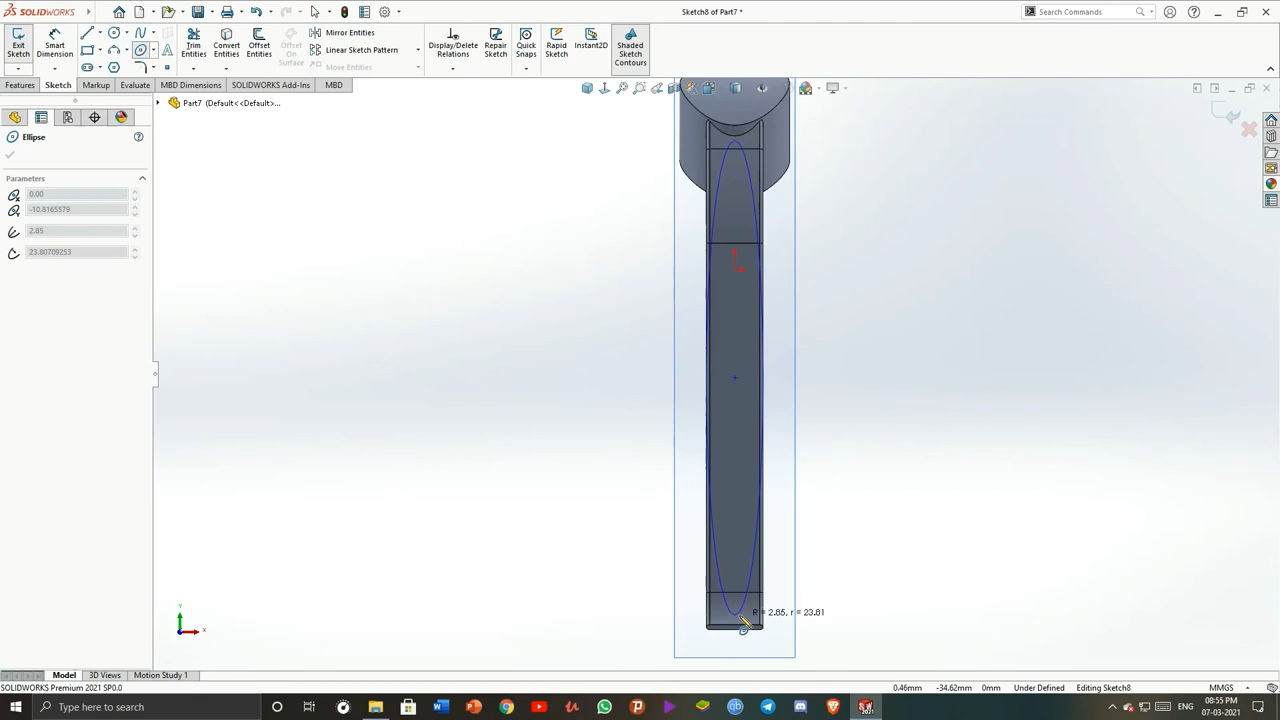 SOLIDWORKS
Sketch8 of Part7 *
Search Commands
Exit Sketch
Smart Dimension
Trim Entities
Convert Entities
Offset Entities
Offset On Surface
Mirror Entities
Linear Sketch Pattern
Move Entities
Display/Delete Relations
Repair Sketch
Quick Snaps
Rapid Sketch
Instant2D
Shaded Sketch Contours
Features
Sketch
Markup
Evaluate
MBD Dimensions
SOLIDWORKS Add-Ins
MBD
Part7 (Default<<Default>...
Ellipse
Parameters
0.00
-10.8165579
2.85
23.80709253
R = 2.85, r = 23.81
Y
X
Model
3D Views
Motion Study 1
SOLIDWORKS Premium 2021 SP0.0
0.46mm
-34.62mm
0mm
Under Defined
Editing Sketch8
MMGS
Type here to search
ENG
08:55 PM
07-03-2021